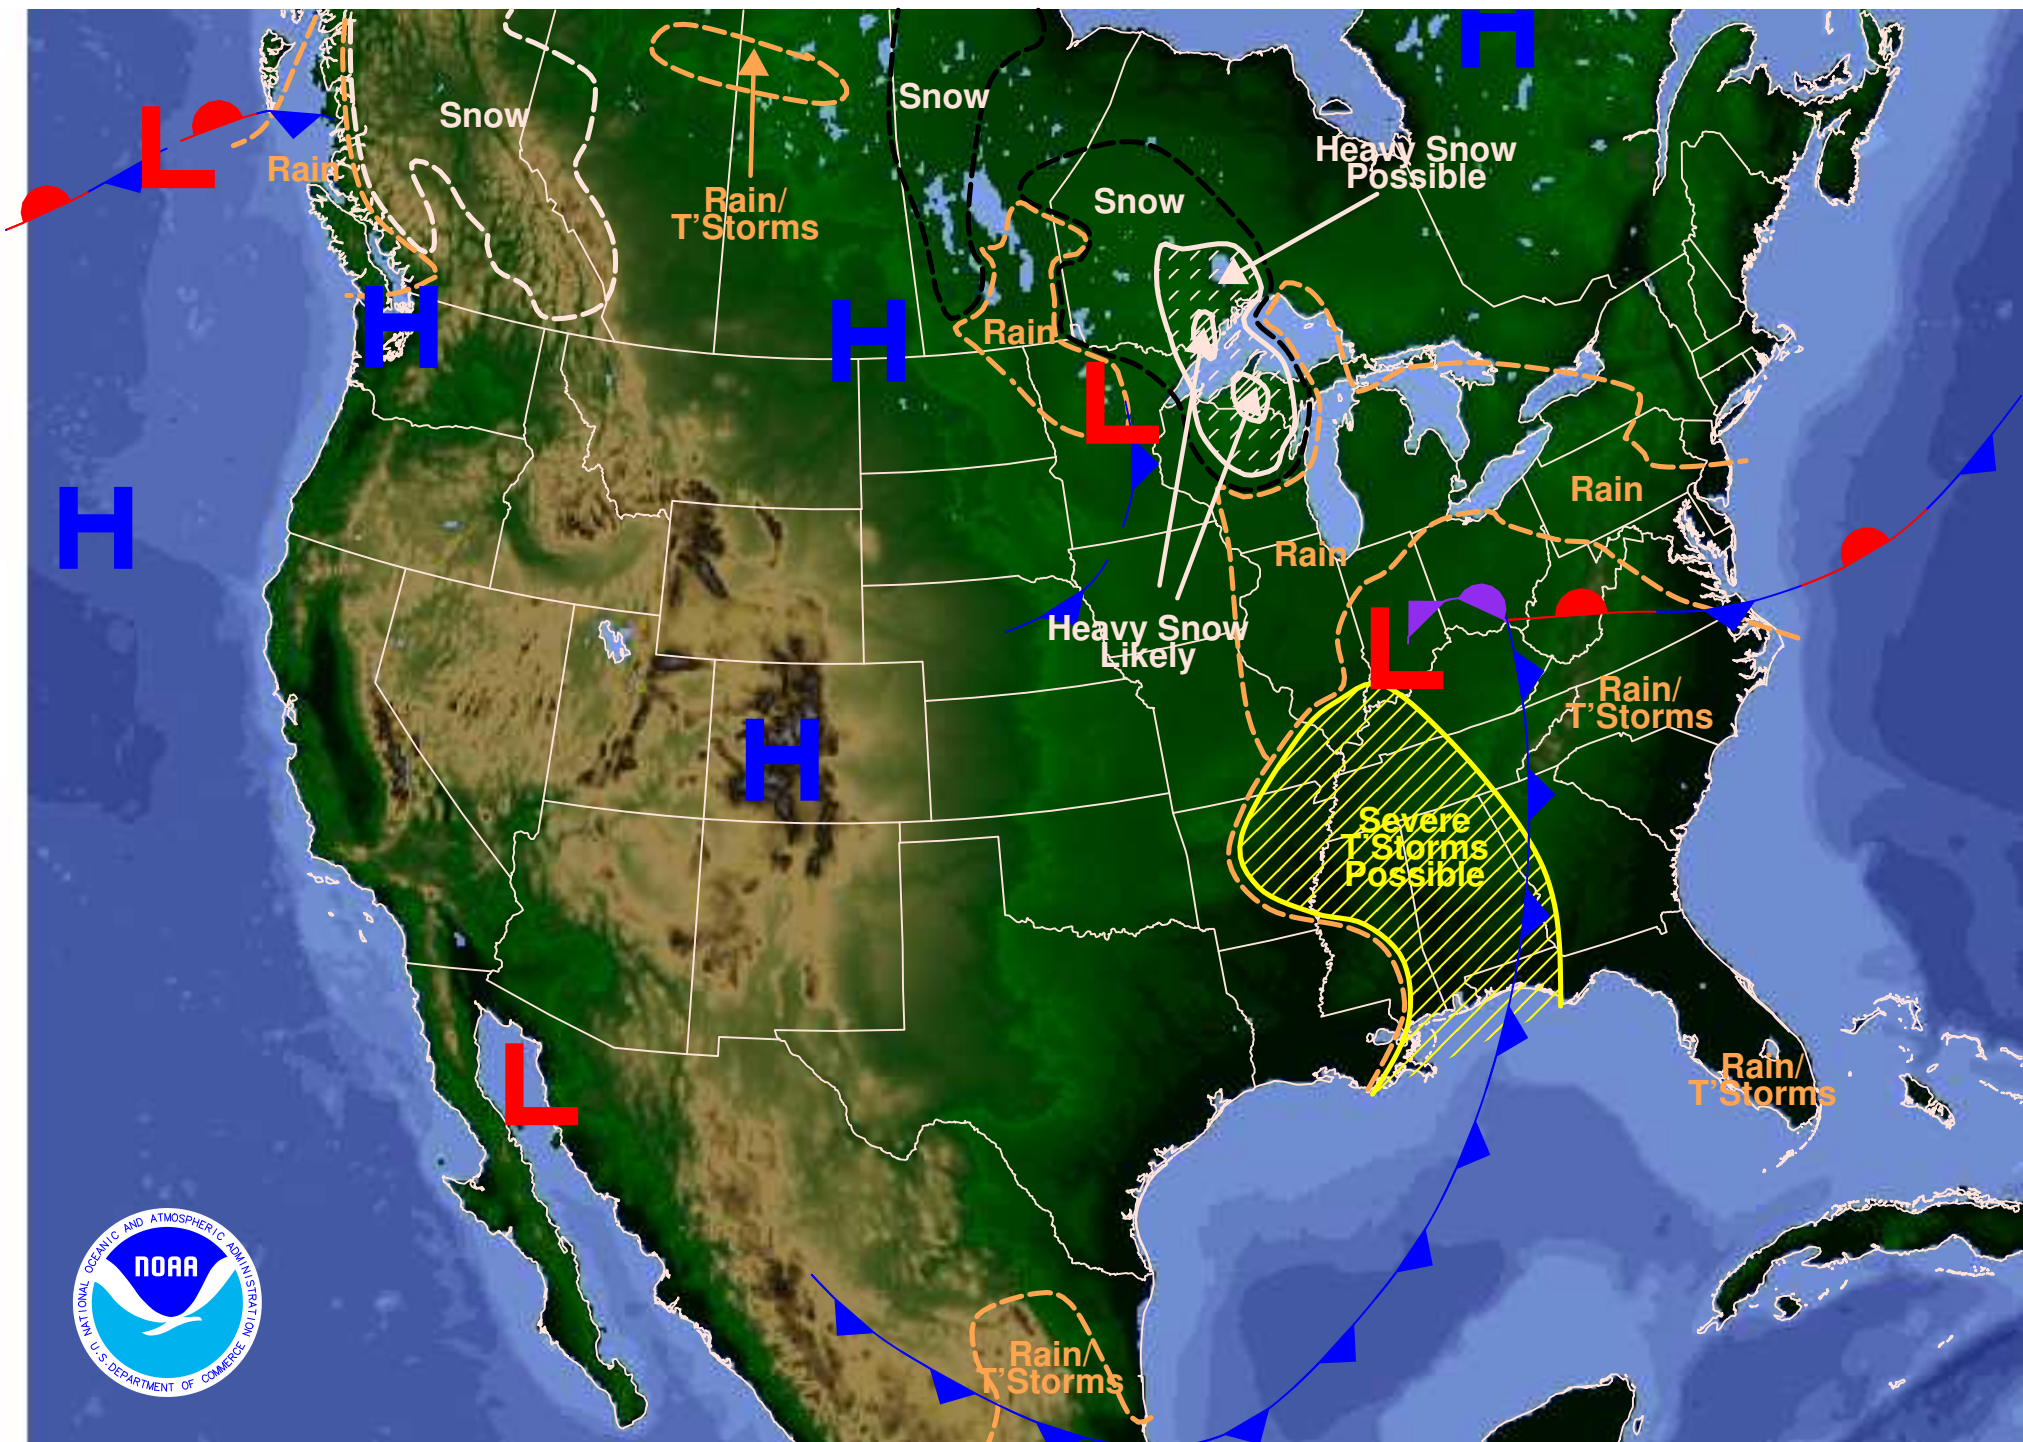 H
Snow
Snow
L
Rain
Heavy Snow
Possible
Rain/
T'Storms
Snow
H
H
Rain
L
H
Rain
Rain
Heavy Snow
Likely
L
Rain/
T'Storms
H
Severe
T'Storms
Possible
L
Rain/
T'Storms
NATIONAL OCEANIC AND ATMOSPHERIC ADMINISTRATION
NOAA
U.S. DEPARTMENT OF COMMERCE
Rain/
T'Storms